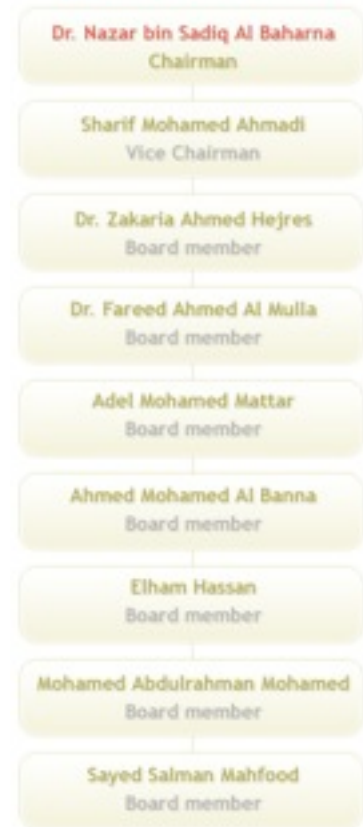 Dr. Nazar bin Sadiq Al Baharna
Chairman
Sharif Mohamed Ahmadi
Vice Chairman
Dr. Zakaria Ahmed Hejres
Board member
Dr. Fareed Ahmed Al Mulla
Board member
Adel Mohamed Mattar
Board member
Ahmed Mohamed Al Banna
Board member
Elham Hassan
Board member
Mohamed Abdulrahman Mohamed
Board member
Sayed Salman Mahfood
Board member